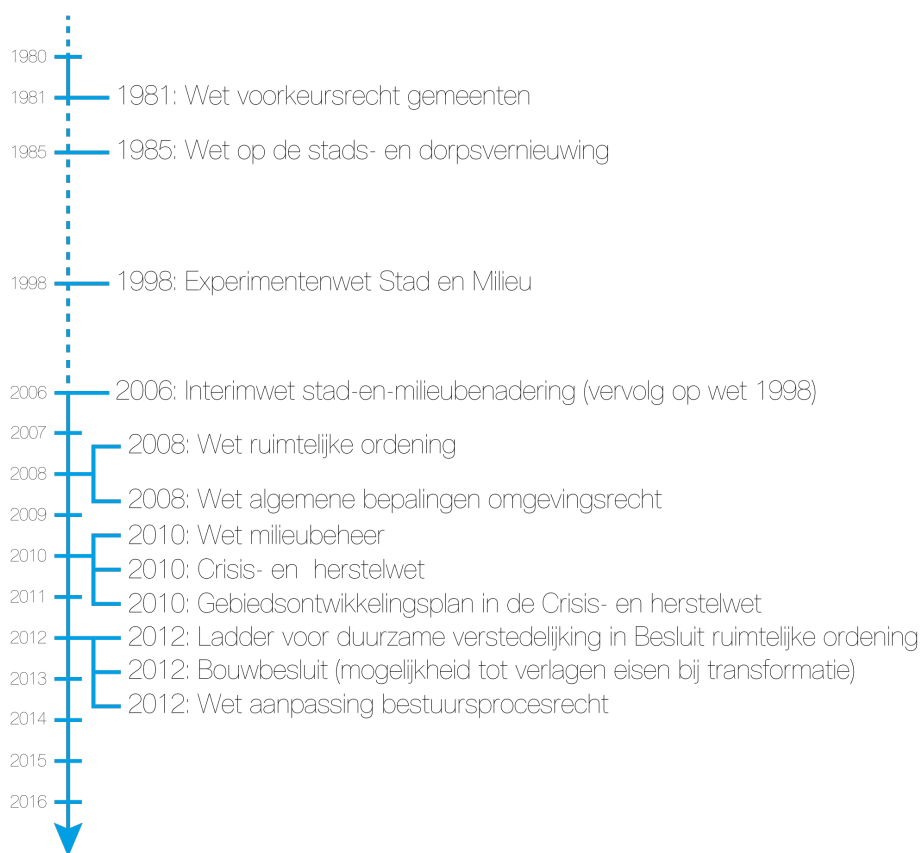 1980
1981
1981: Wet voorkeursrecht gemeenten
1985
1985: Wet op de stads- en dorpsvernieuwing
1998
1998: Experimentenwet Stad en Milieu
2006
2006: Interimwet stad-en-milieubenadering (vervolg op wet 1998)
2007
2008: Wet ruimtelijke ordening
2008
2008: Wet algemene bepalingen omgevingsrecht
2009
2010: Wet milieubeheer
2010
2010: Crisis- en herstelwet
2011
2010: Gebiedsontwikkelingsplan in de Crisis- en herstelwet
2012
2012: Ladder voor duurzame verstedelijking in Besluit ruimtelijke ordening
2012: Bouwbesluit (mogelijkheid tot verlagen eisen bij transformatie)
2013
2012: Wet aanpassing bestuursprocesrecht
2014
2015
2016